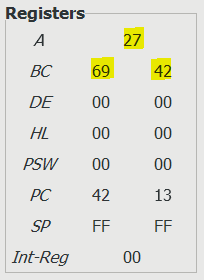 Registers
A 27
BC 69 42
DE 00 00
HL 00 00
PSW 00 00
PC 42 13
SP FF FF
Int-Reg 00